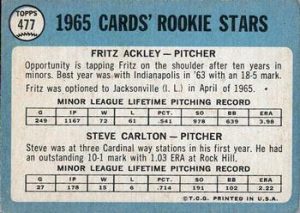 TOPPS
477
1965 CARDS' ROOKIE STARS
FRITZ ACKLEY — PITCHER
Opportunity is tapping Fritz on the shoulder after ten years in
minors. Best year was with Indianapolis in '63 with an 18-5 mark.
Fritz was optioned to Jacksonville (I. L.) in April of 1965.
MINOR LEAGUE LIFETIME PITCHING RECORD
G IP W L PCT. SO BB ERA
249 1167 72 61 .541 978 639 3.98
STEVE CARLTON — PITCHER
Steve was at three Cardinal way stations in his first year. He had
an outstanding 10-1 mark with 1.03 ERA at Rock Hill.
MINOR LEAGUE LIFETIME PITCHING RECORD
G IP W L PCT. SO BB ERA
27 178 15 6 .714 191 102 2.22
© T.C.G. PRINTED IN U.S.A.